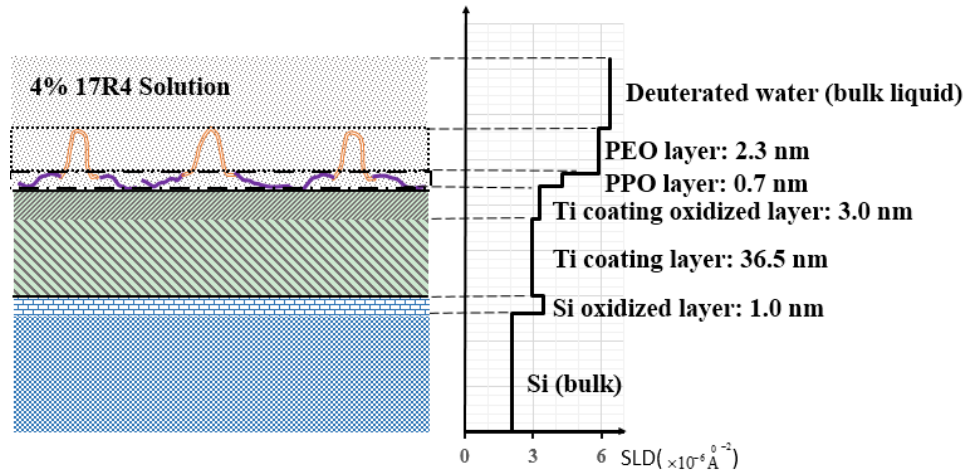 4% 17R4 Solution
Deuterated water (bulk liquid)
PEO layer: 2.3 nm
PPO layer: 0.7 nm
Ti coating oxidized layer: 3.0 nm
Ti coating layer: 36.5 nm
Si oxidized layer: 1.0 nm
Si (bulk)
0 3 6 SLD( ×10⁻⁶ Å⁻²)